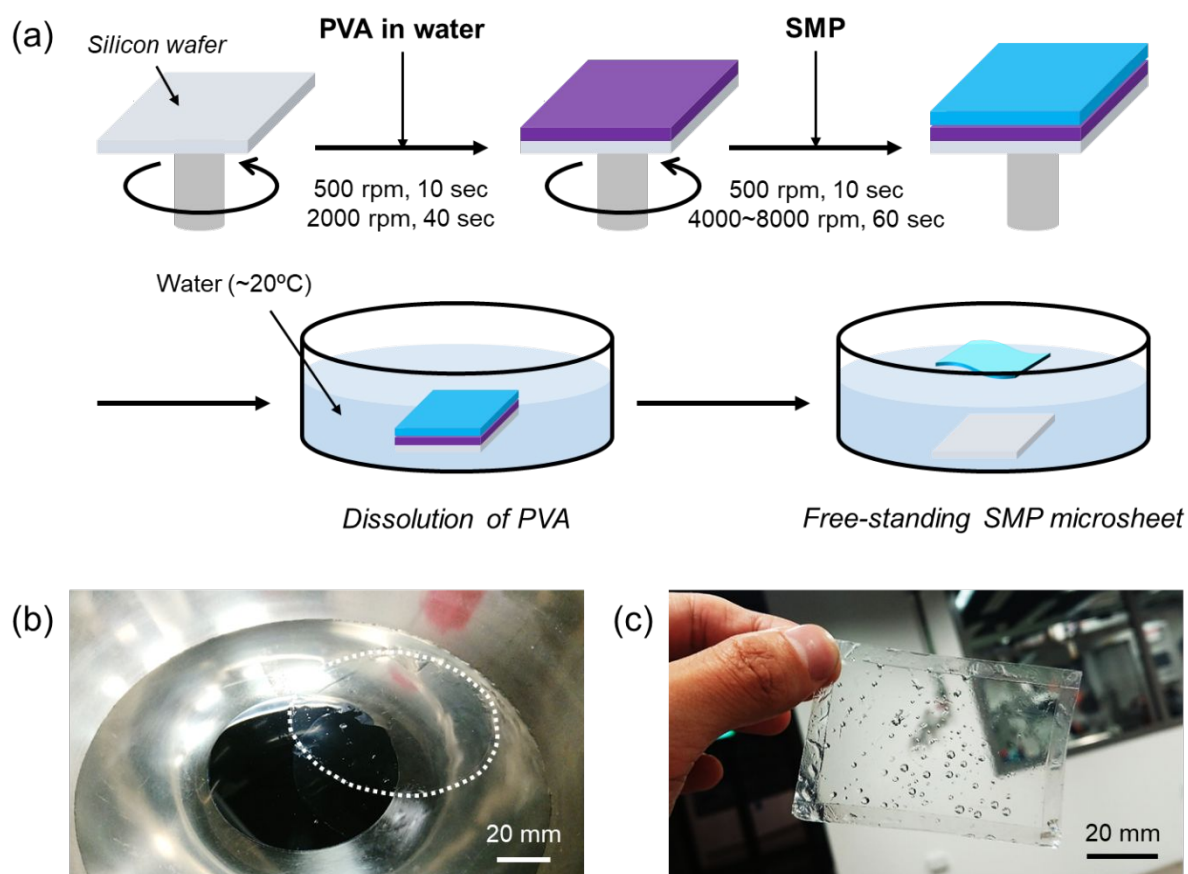 (a)
Silicon wafer
PVA in water
SMP
500 rpm, 10 sec
2000 rpm, 40 sec
500 rpm, 10 sec
4000~8000 rpm, 60 sec
Water (~20ºC)
Dissolution of PVA
Free-standing SMP microsheet
(b)
20 mm
(c)
20 mm